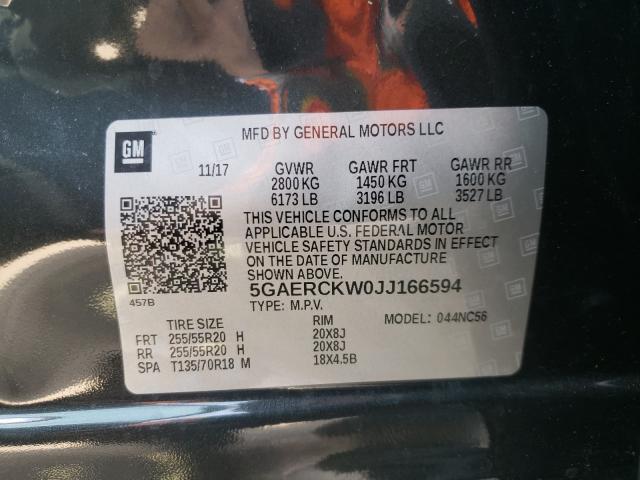 GM
MFD BY GENERAL MOTORS LLC
11/17 GVWR GAWR FRT GAWR RR
2800 KG 1450 KG 1600 KG
6173 LB 3196 LB 3527 LB
THIS VEHICLE CONFORMS TO ALL
APPLICABLE U.S. FEDERAL MOTOR
VEHICLE SAFETY STANDARDS IN EFFECT
ON THE DATE OF MANUFACTURE
SHOWN ABOVE.
457B
5GAERCKW0JJ166594
TYPE: M.P.V. MODEL: 044NC56
TIRE SIZE RIM
FRT 255/55R20 H 20X8J
RR 255/55R20 H 20X8J
SPA T135/70R18 M 18X4.5B